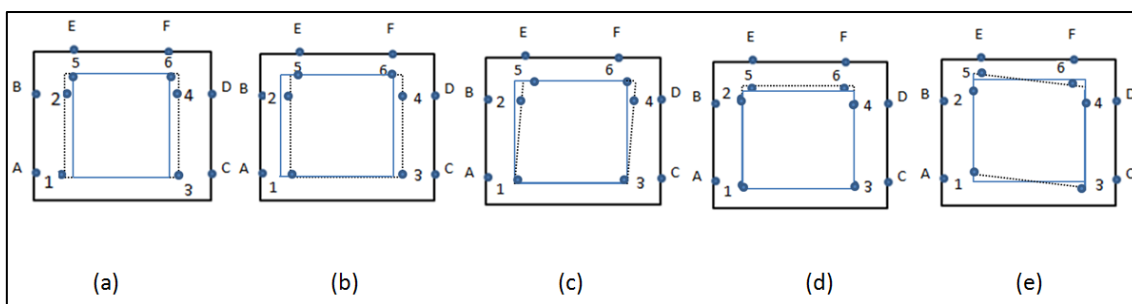 E F E F E F E F E F
B 5 6 D B 5 6 D B 5 6 D B 5 6 D B 5 6 D
2 4 2 4 2 4 2 4 2 4
A 1 3 C A 1 3 C A 1 3 C A 1 3 C A 1 3 C
(a) (b) (c) (d) (e)